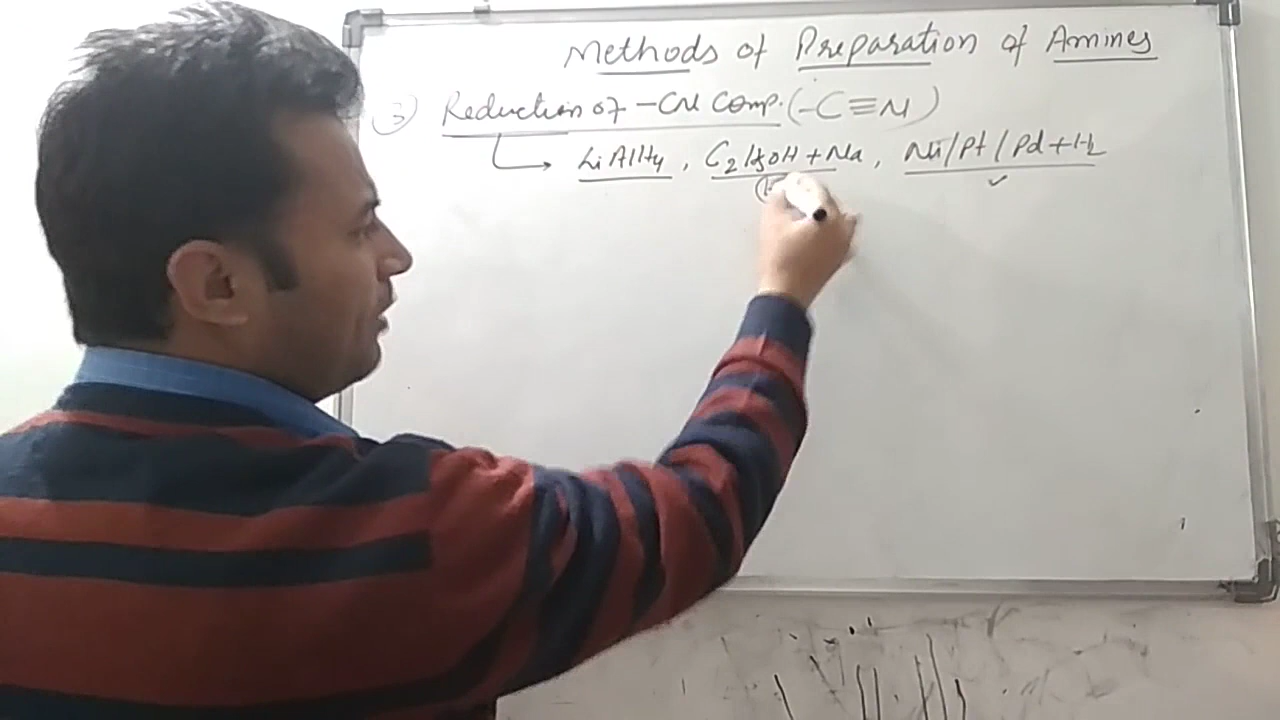 Methods of Preparation of Amines
3) Reduction of -CN Comp. (-C≡N)
LiAlH4, C2H5OH + Na, Ni/Pt/Pd + H2